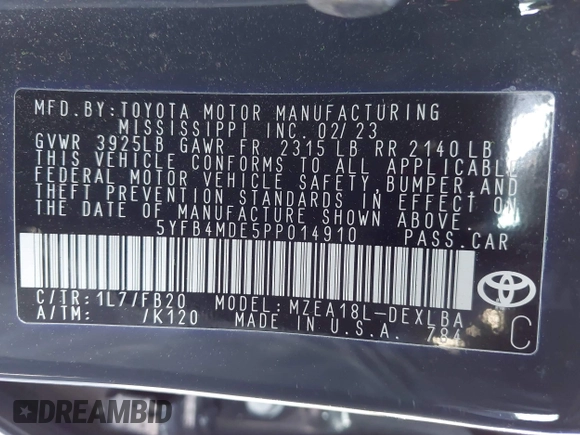 MFD.BY:TOYOTA MOTOR MANUFACTURING
MISSISSIPPI INC. 02/23
GVWR 3925LB GAWR FR 2315 LB RR 2140 LB
THIS VEHICLE CONFORMS TO ALL APPLICABLE
FEDERAL MOTOR VEHICLE SAFETY,BUMPER,AND
THEFT PREVENTION STANDARDS IN EFFECT ON
THE DATE OF MANUFACTURE SHOWN ABOVE.
5YFB4MDE5PP014910 PASS.CAR
C/TR:1L7/FB20 MODEL:MZEA18L-DEXLBA
A/TM: /K120 MADE IN U.S.A. 784
C
DREAMBID